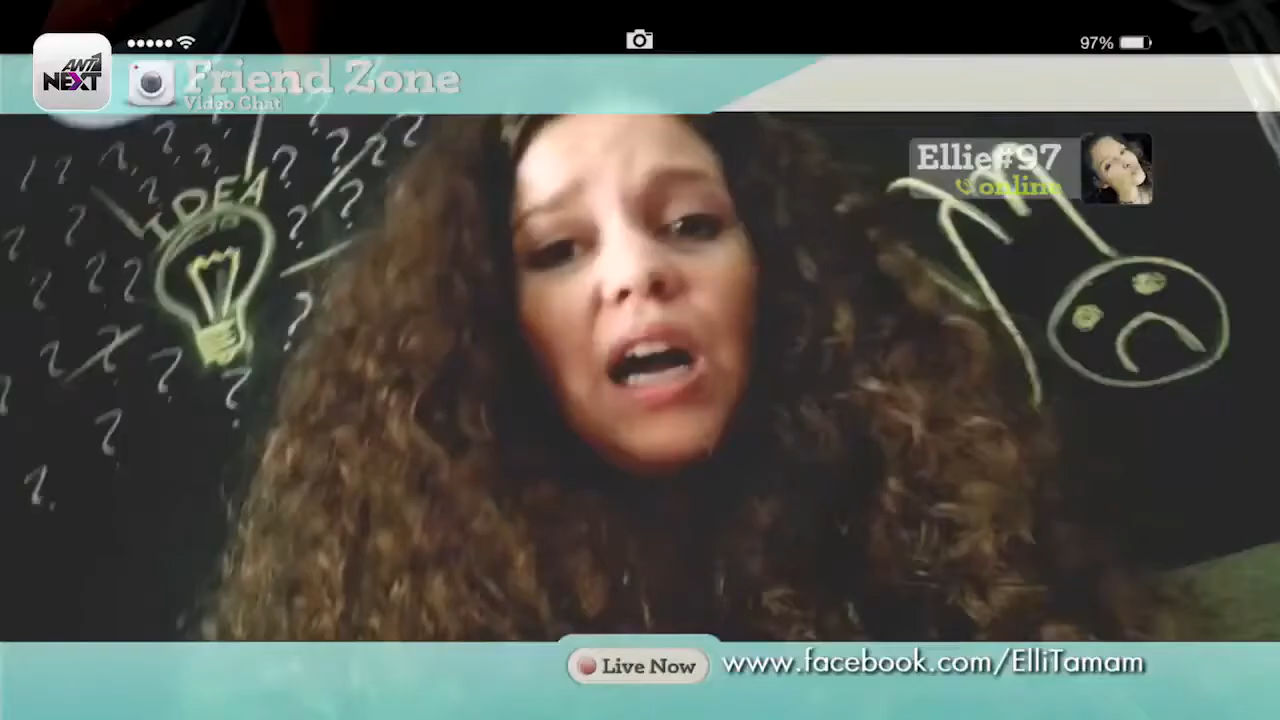 97%
ANT1
NEXT
Friend Zone
Video Chat
Ellie#97
online
IDEA
Live Now
www.facebook.com/ElliTamam